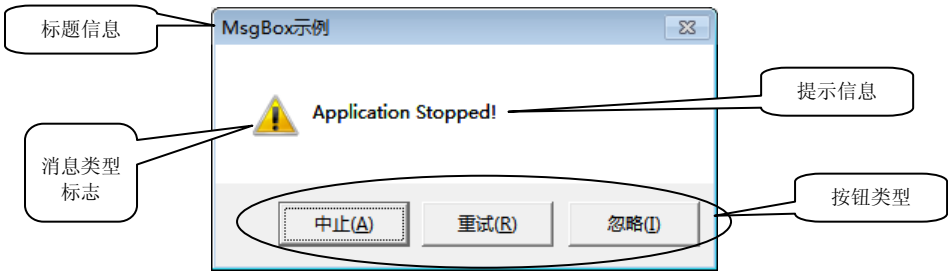 标题信息
MsgBox示例
Application Stopped!
提示信息
消息类型
标志
中止(A)
重试(R)
忽略(I)
按钮类型